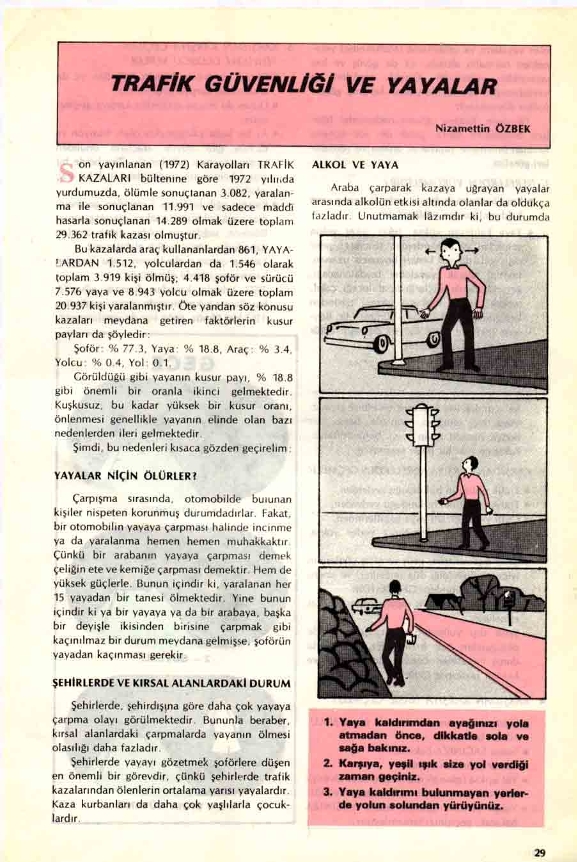 TRAFİK GÜVENLİĞİ VE YAYALAR
Nizamettin ÖZBEK
Son yayınlanan (1972) Karayolları TRAFİK
KAZALARI bültenine göre 1972 yılında
yurdumuzda, ölümle sonuçlanan 3.082, yaralan-
ma ile sonuçlanan 11.991 ve sadece maddi
hasarla sonuçlanan 14.289 olmak üzere toplam
29.362 trafik kazası olmuştur.
Bu kazalarda araç kullananlardan 861, YAYA-
LARDAN 1.512, yolculardan da 1.546 olarak
toplam 3.919 kişi ölmüş; 4.418 şoför ve sürücü
7.576 yaya ve 8.943 yolcu olmak üzere toplam
20.937 kişi yaralanmıştır. Öte yandan söz konusu
kazaları meydana getiren faktörlerin kusur
payları da şöyledir:
Şoför: % 77.3, Yaya: % 18.8, Araç: % 3.4,
Yolcu: % 0.4, Yol: 0.1,
Görüldüğü gibi yayanın kusur payı, % 18.8
gibi önemli bir oranla ikinci gelmektedir.
Kuşkusuz, bu kadar yüksek bir kusur oranı,
önlenmesi genellikle yayanın elinde olan bazı
nedenlerden ileri gelmektedir.
Şimdi, bu nedenleri kısaca gözden geçirelim:
YAYALAR NİÇİN ÖLÜRLER?
Çarpışma sırasında, otomobilde bulunan
kişiler nispeten korunmuş durumdadırlar. Fakat,
bir otomobilin yayaya çarpması halinde incinme
ya da yaralanma hemen hemen muhakkaktır.
Çünkü bir arabanın yayaya çarpması demek
çeliğin ete ve kemiğe çarpması demektir. Hem de
yüksek güçlerle. Bunun içindir ki, yaralanan her
15 yayadan bir tanesi ölmektedir. Yine bunun
içindir ki ya bir yayaya ya da bir arabaya, başka
bir deyişle ikisinden birisine çarpmak gibi
kaçınılmaz bir durum meydana gelmişse, şoförün
yayadan kaçınması gerekir.
ŞEHİRLERDE VE KIRSAL ALANLARDAKİ DURUM
Şehirlerde, şehirdışına göre daha çok yayaya
çarpma olayı görülmektedir. Bununla beraber,
kırsal alanlardaki çarpmalarda yayanın ölmesi
olasılığı daha fazladır.
Şehirlerde yayayı gözetmek şoförlere düşen
en önemli bir görevdir, çünkü şehirlerde trafik
kazalarından ölenlerin ortalama yarısı yayalardır.
Kaza kurbanları da daha çok yaşlılarla çocuk-
lardır.
ALKOL VE YAYA
Araba çarparak kazaya uğrayan yayalar
arasında alkolün etkisi altında olanlar da oldukça
fazladır. Unutmamak lâzımdır ki, bu durumda
1. Yaya kaldırımdan ayağınızı yola
atmadan önce, dikkatle sola ve
sağa bakınız.
2. Karşıya, yeşil ışık size yol verdiği
zaman geçiniz.
3. Yaya kaldırımı bulunmayan yerler-
de yolun solundan yürüyünüz.
29